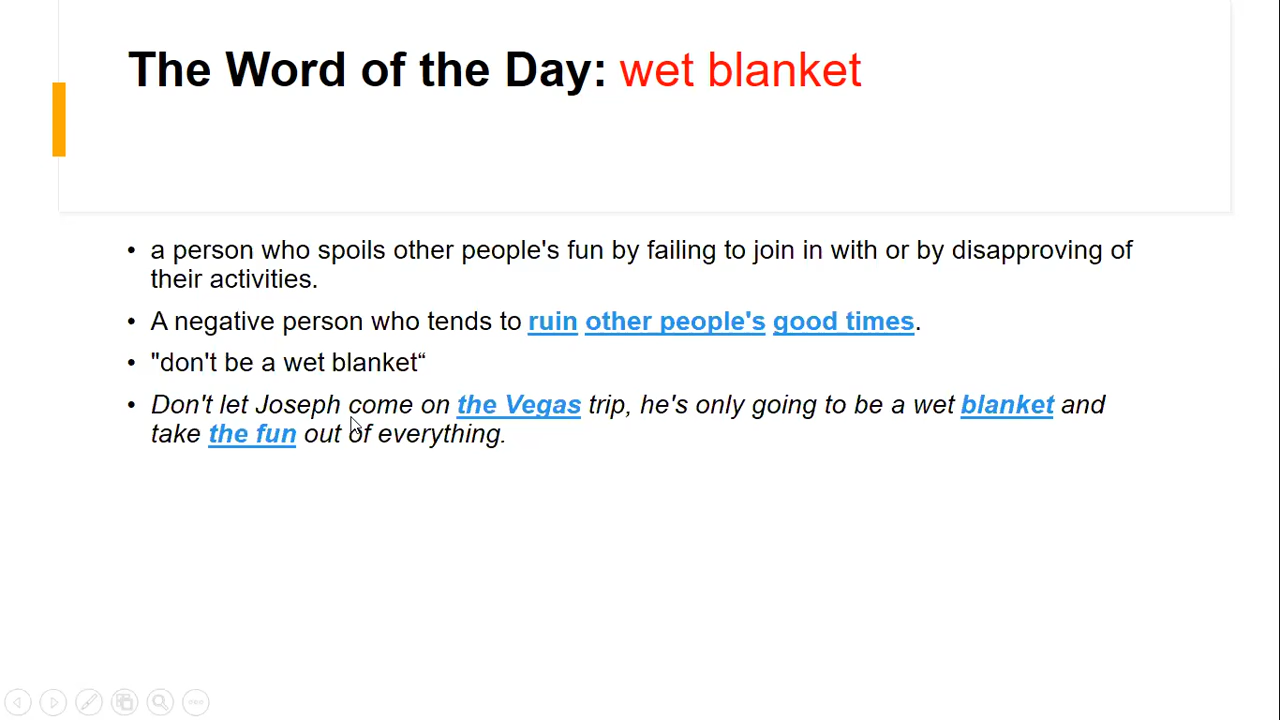 The Word of the Day: wet blanket
• a person who spoils other people's fun by failing to join in with or by disapproving of
their activities.
• A negative person who tends to ruin other people's good times.
• "don't be a wet blanket“
• Don't let Joseph come on the Vegas trip, he's only going to be a wet blanket and
take the fun out of everything.